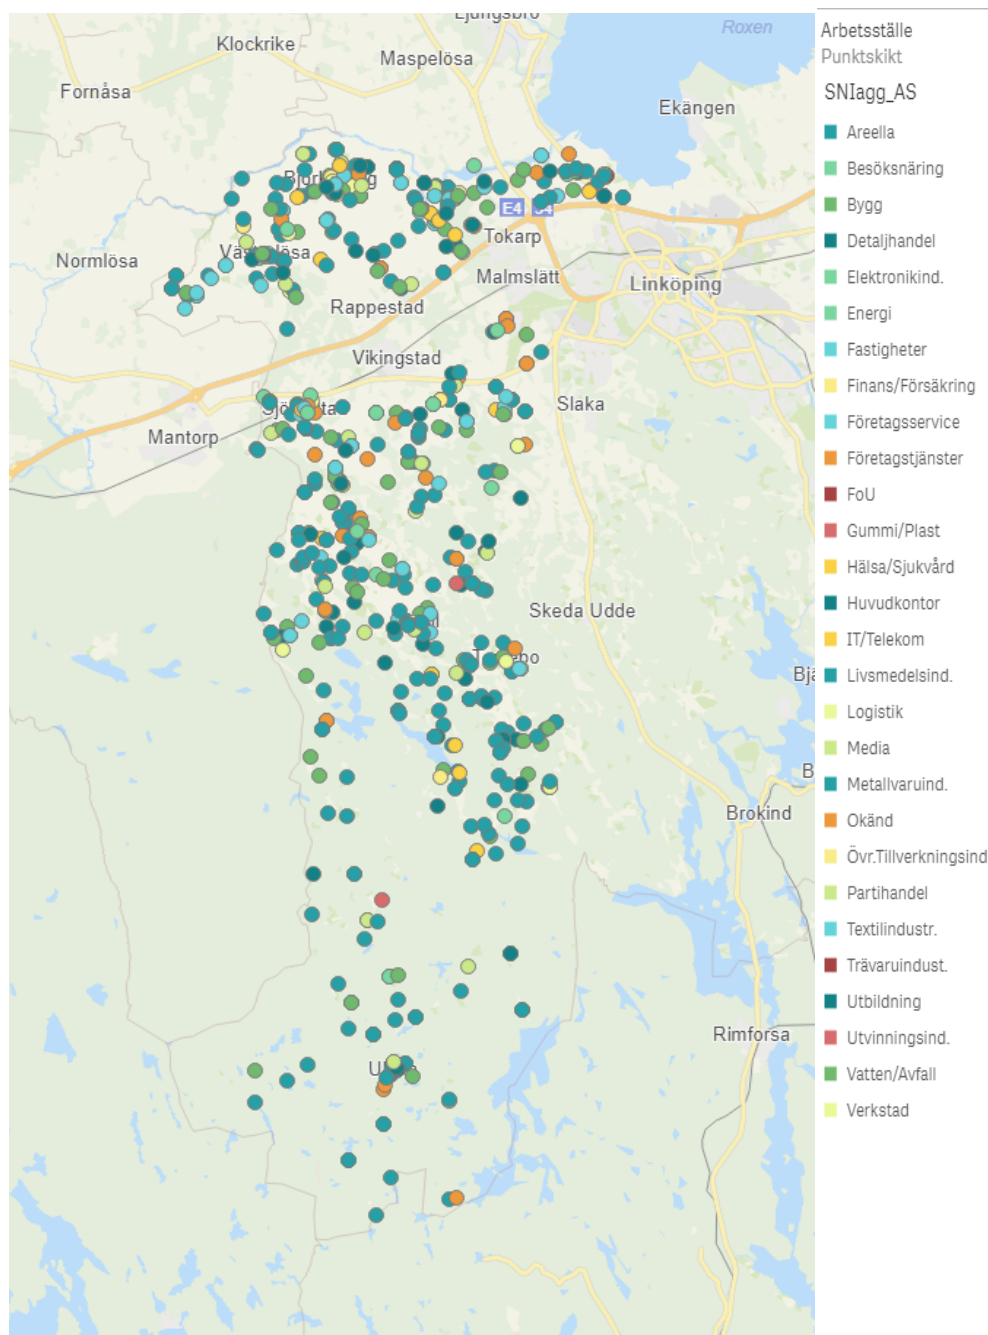 Ljungsbro
Roxen
Klockrike
Maspelösa
Fornåsa
Ekängen
E4
Tokarp
Normlösa
Malmslätt
Linköping
Rappestad
Vikingstad
Slaka
Mantorp
Skeda Udde
Brokind
Rimforsa
Arbetsställe
Punktskikt
SNIagg_AS
Areella
Besöksnäring
Bygg
Detaljhandel
Elektronikind.
Energi
Fastigheter
Finans/Försäkring
Företagsservice
Företagstjänster
FoU
Gummi/Plast
Hälsa/Sjukvård
Huvudkontor
IT/Telekom
Livsmedelsind.
Logistik
Media
Metallvaruind.
Okänd
Övr.Tillverkningsind
Partihandel
Textilindustr.
Trävaruindust.
Utbildning
Utvinningsind.
Vatten/Avfall
Verkstad